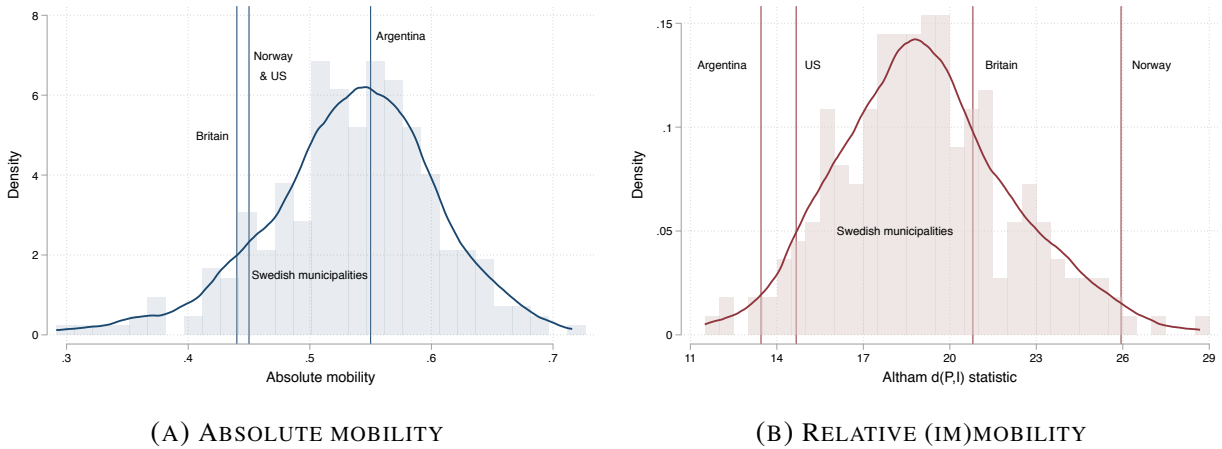 8
6
4
2
0
Density
Britain
Norway
& US
Argentina
Swedish municipalities
.3
.4
.5
.6
.7
Absolute mobility
(A) ABSOLUTE MOBILITY
.15
.1
.05
0
Density
Argentina
US
Britain
Norway
Swedish municipalities
11
14
17
20
23
26
29
Altham d(P,I) statistic
(B) RELATIVE (IM)MOBILITY